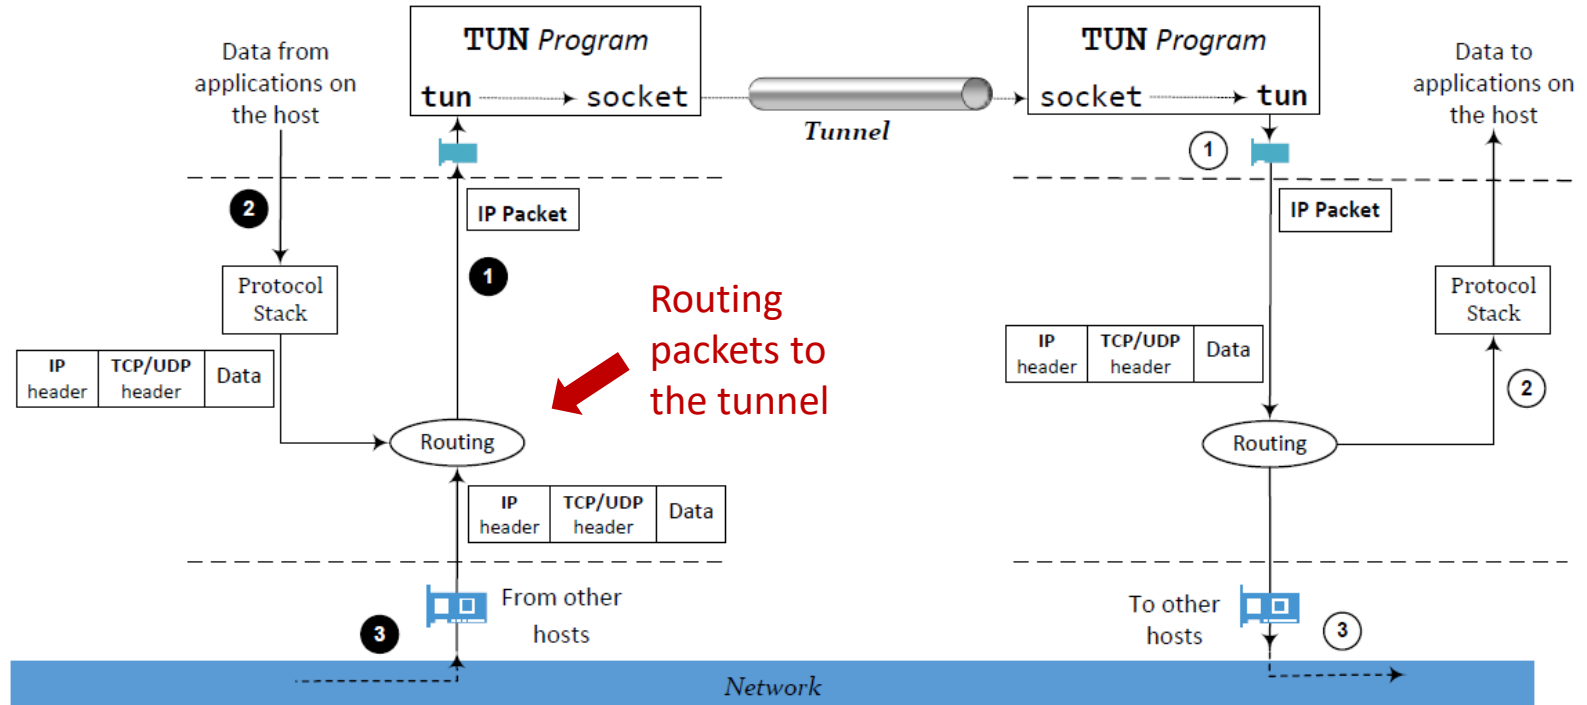 TUN Program
tun socket
Data from
applications on
the host
Tunnel
TUN Program
socket tun
Data to
applications on
the host
2
IP Packet
1
Protocol
Stack
IP
header
TCP/UDP
header
Data
Routing
packets to
the tunnel
Routing
IP
header
TCP/UDP
header
Data
From other
hosts
3
1
IP Packet
Protocol
Stack
IP
header
TCP/UDP
header
Data
2
Routing
To other
hosts
3
Network